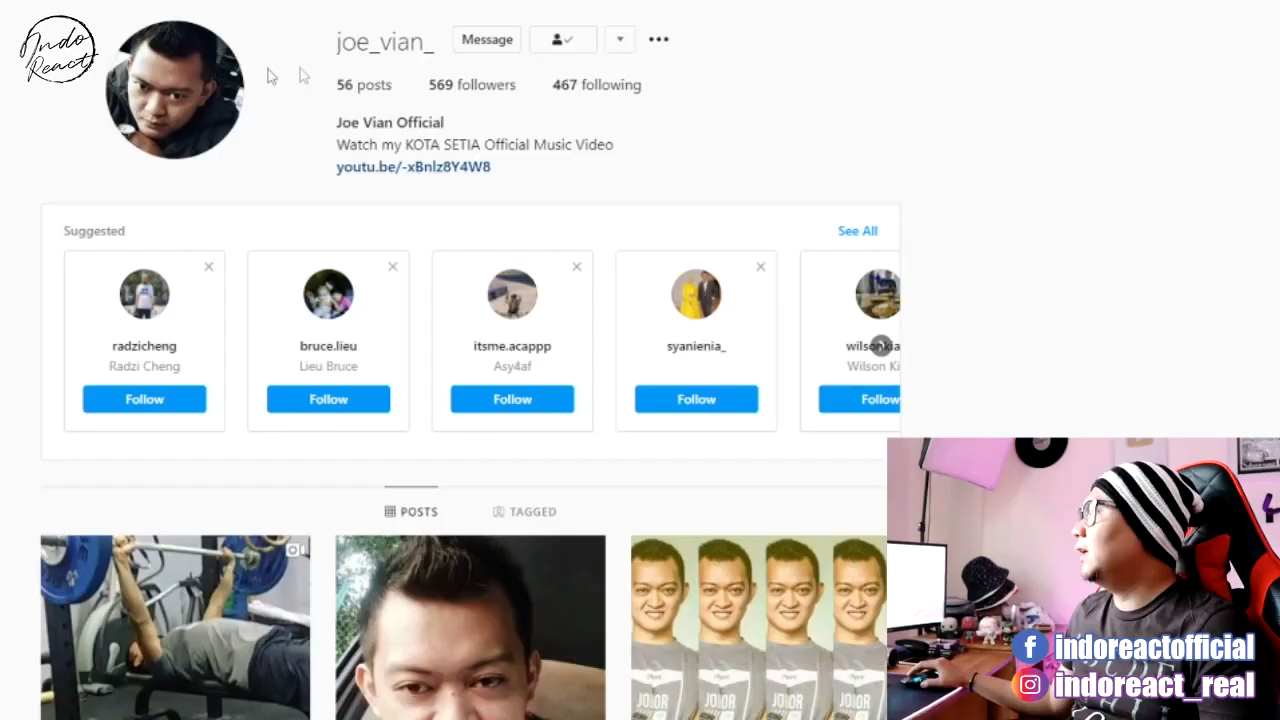 Indo
React
joe_vian_
Message
56 posts 569 followers 467 following
Joe Vian Official
Watch my KOTA SETIA Official Music Video
youtu.be/-xBnlz8Y4W8
Suggested See All
radzicheng
Radzi Cheng
Follow
bruce.lieu
Lieu Bruce
Follow
itsme.acappp
Asy4af
Follow
syanienia_
Follow
Follow
POSTS TAGGED
indoreactofficial
indoreact_real